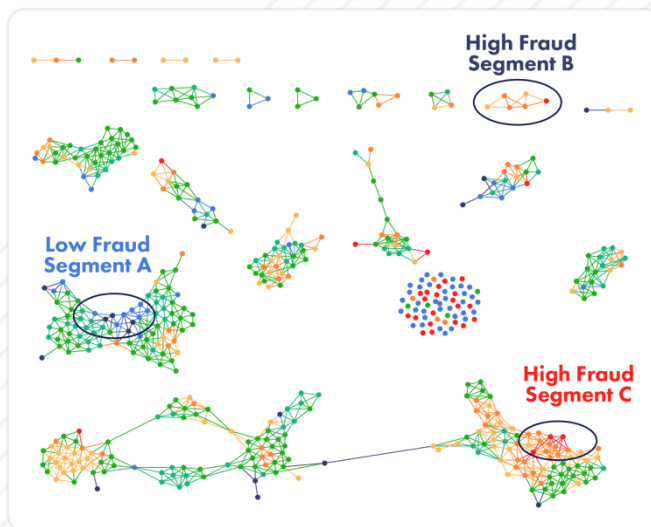 High Fraud
Segment B
Low Fraud
Segment A
High Fraud
Segment C